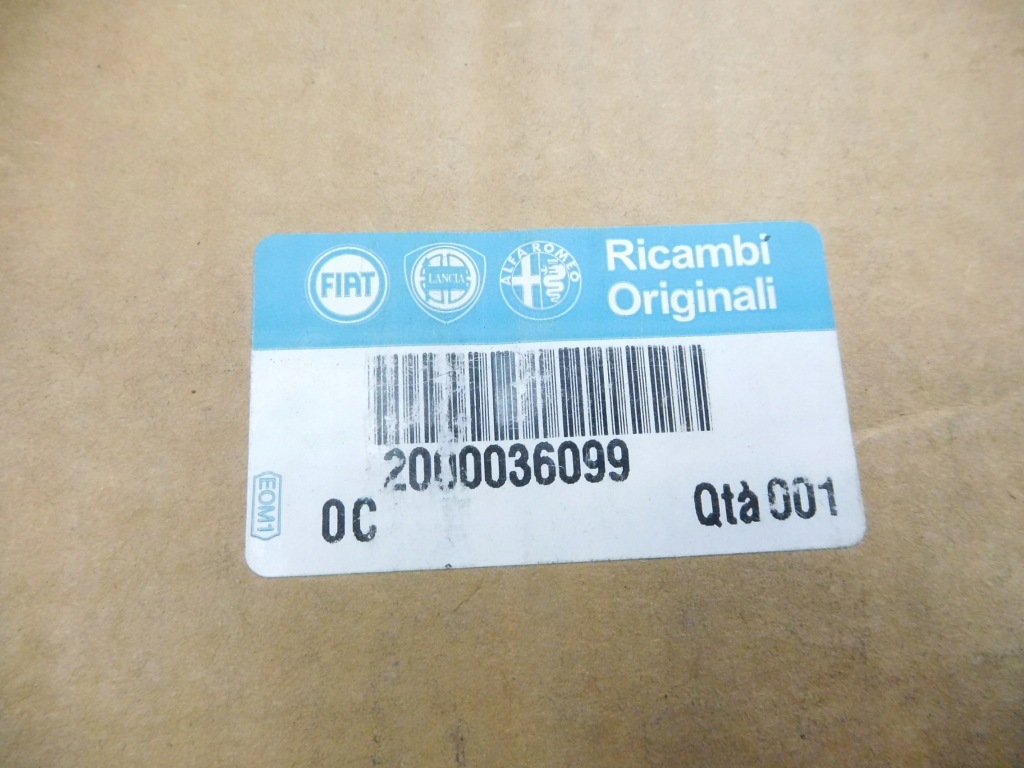 FIAT
LANCIA
ALFA ROMEO
Ricambi
Originali
2000036099
EOM1
0C
Qtà 001